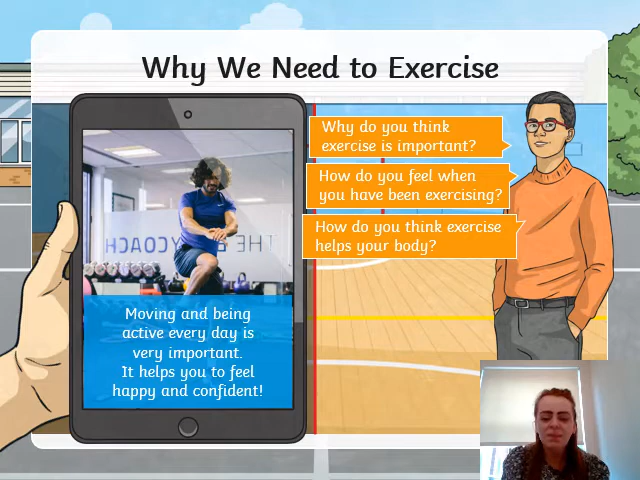 Why We Need to Exercise
Why do you think
exercise is important?
How do you feel when
you have been exercising?
How do you think exercise
helps your body?
THE B YCOACH
Moving and being
active every day is
very important.
It helps you to feel
happy and confident!